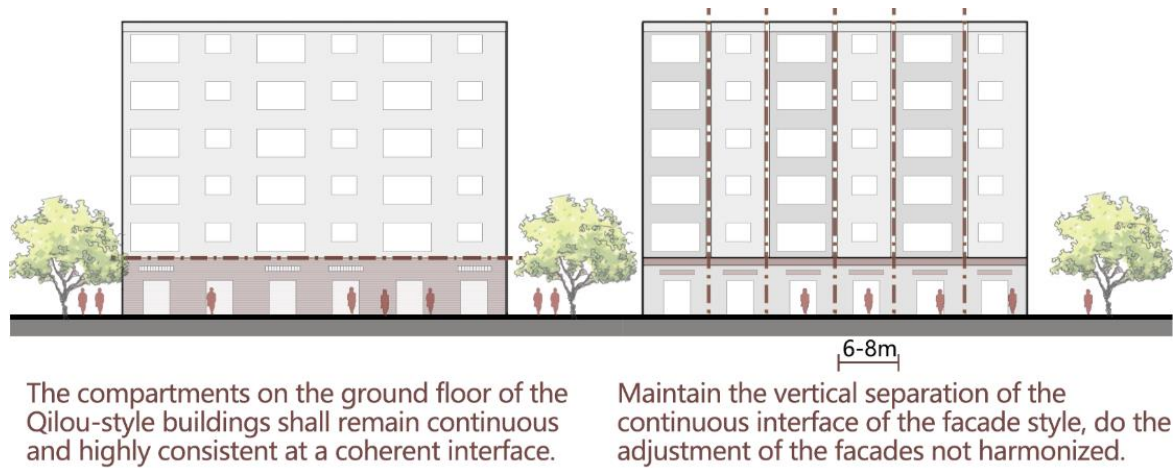 6-8m
The compartments on the ground floor of the
Qilou-style buildings shall remain continuous
and highly consistent at a coherent interface.
Maintain the vertical separation of the
continuous interface of the facade style, do the
adjustment of the facades not harmonized.